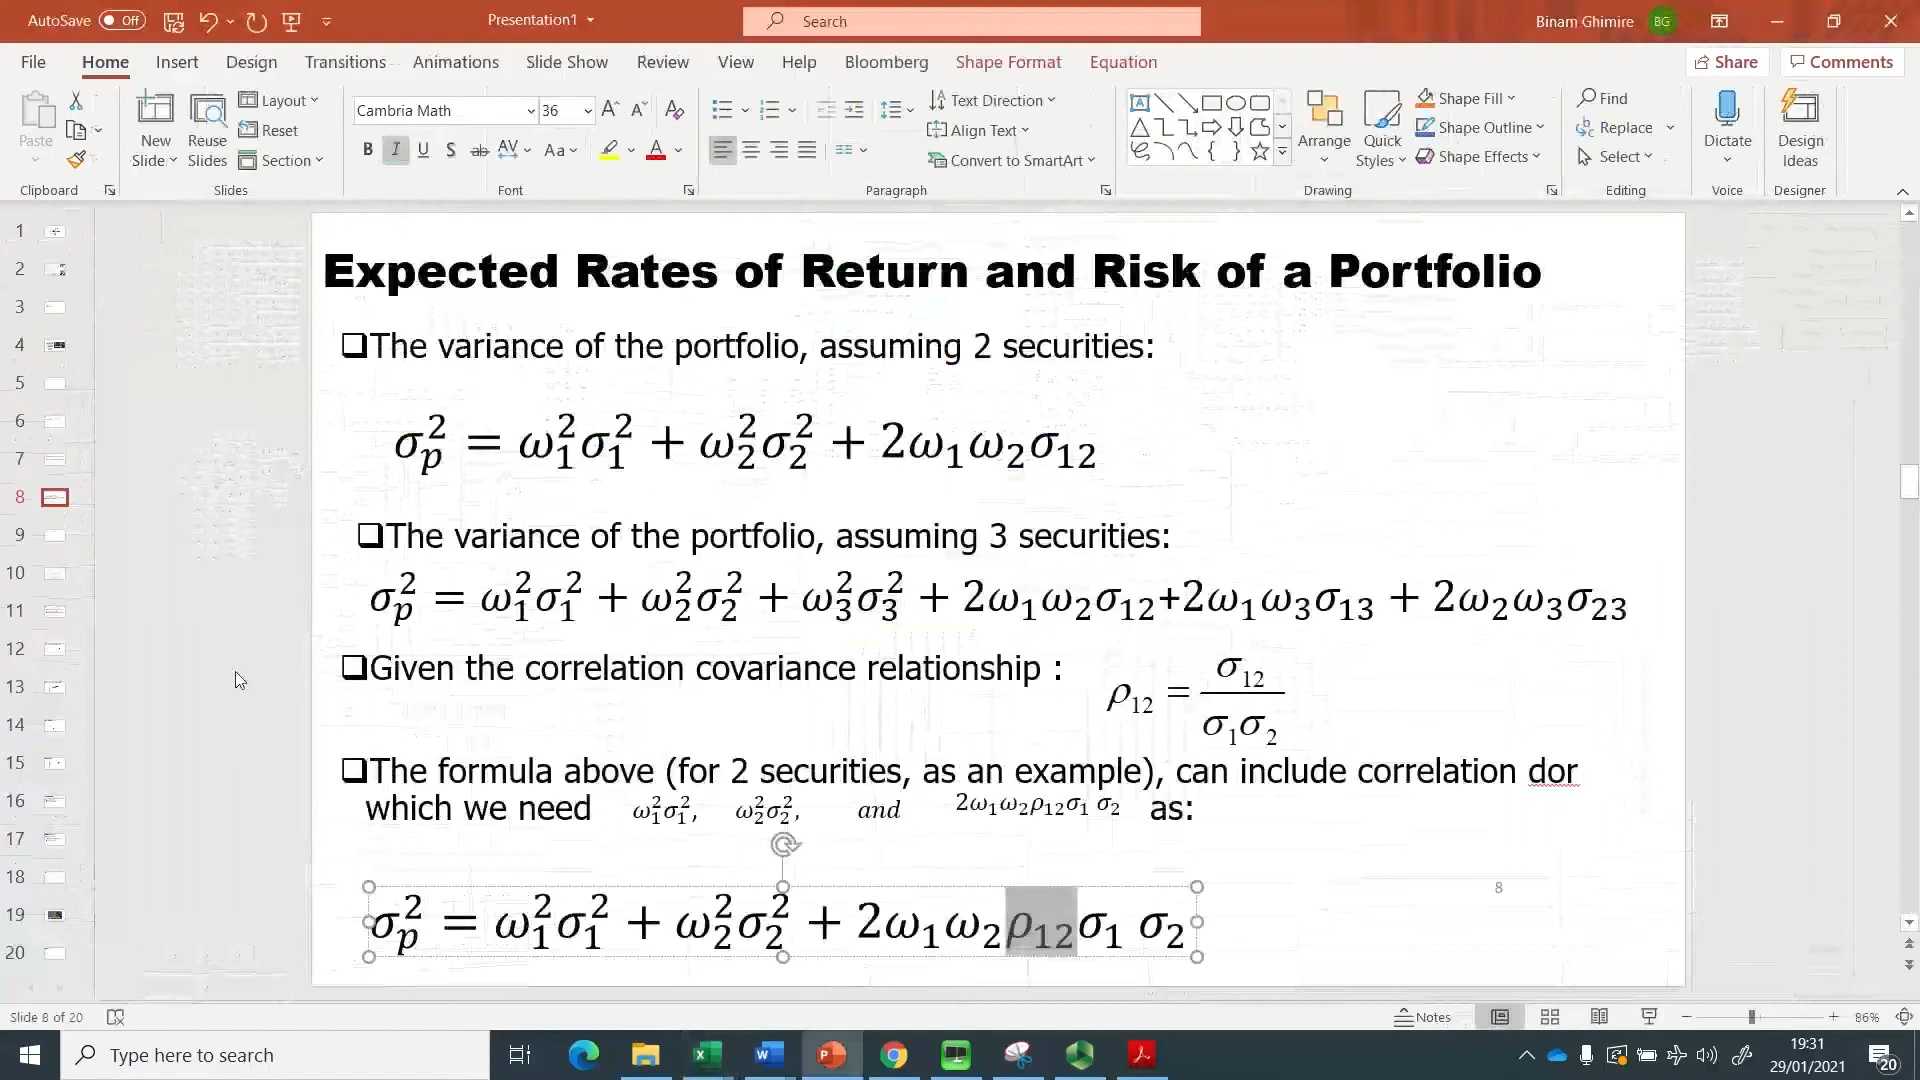 AutoSave Off Presentation1 Search Binam Ghimire BG
File Home Insert Design Transitions Animations Slide Show Review View Help Bloomberg Shape Format Equation Share Comments
Paste Clipboard
New Slide Reuse Slides Layout Reset Section Slides
Cambria Math 36 B I U S ab AV Aa A Font
Text Direction Align Text Convert to SmartArt Paragraph
Arrange Quick Styles Shape Fill Shape Outline Shape Effects Drawing
Find Replace Select Editing
Dictate Voice
Design Ideas Designer
1
2
3
4
5
6
7
8
9
10
11
12
13
14
15
16
17
18
19
20
Expected Rates of Return and Risk of a Portfolio
❑The variance of the portfolio, assuming 2 securities:
σ_p^2 = ω_1^2σ_1^2 + ω_2^2σ_2^2 + 2ω_1ω_2σ_12
❑The variance of the portfolio, assuming 3 securities:
σ_p^2 = ω_1^2σ_1^2 + ω_2^2σ_2^2 + ω_3^2σ_3^2 + 2ω_1ω_2σ_12+2ω_1ω_3σ_13 + 2ω_2ω_3σ_23
❑Given the correlation covariance relationship : ρ_12 = σ_12 / σ_1σ_2
❑The formula above (for 2 securities, as an example), can include correlation dor
which we need ω_1^2σ_1^2, ω_2^2σ_2^2, and 2ω_1ω_2ρ_12σ_1 σ_2 as:
8
σ_p^2 = ω_1^2σ_1^2 + ω_2^2σ_2^2 + 2ω_1ω_2ρ_12σ_1 σ_2
Slide 8 of 20 Notes 86%
Type here to search 19:31
29/01/2021 20